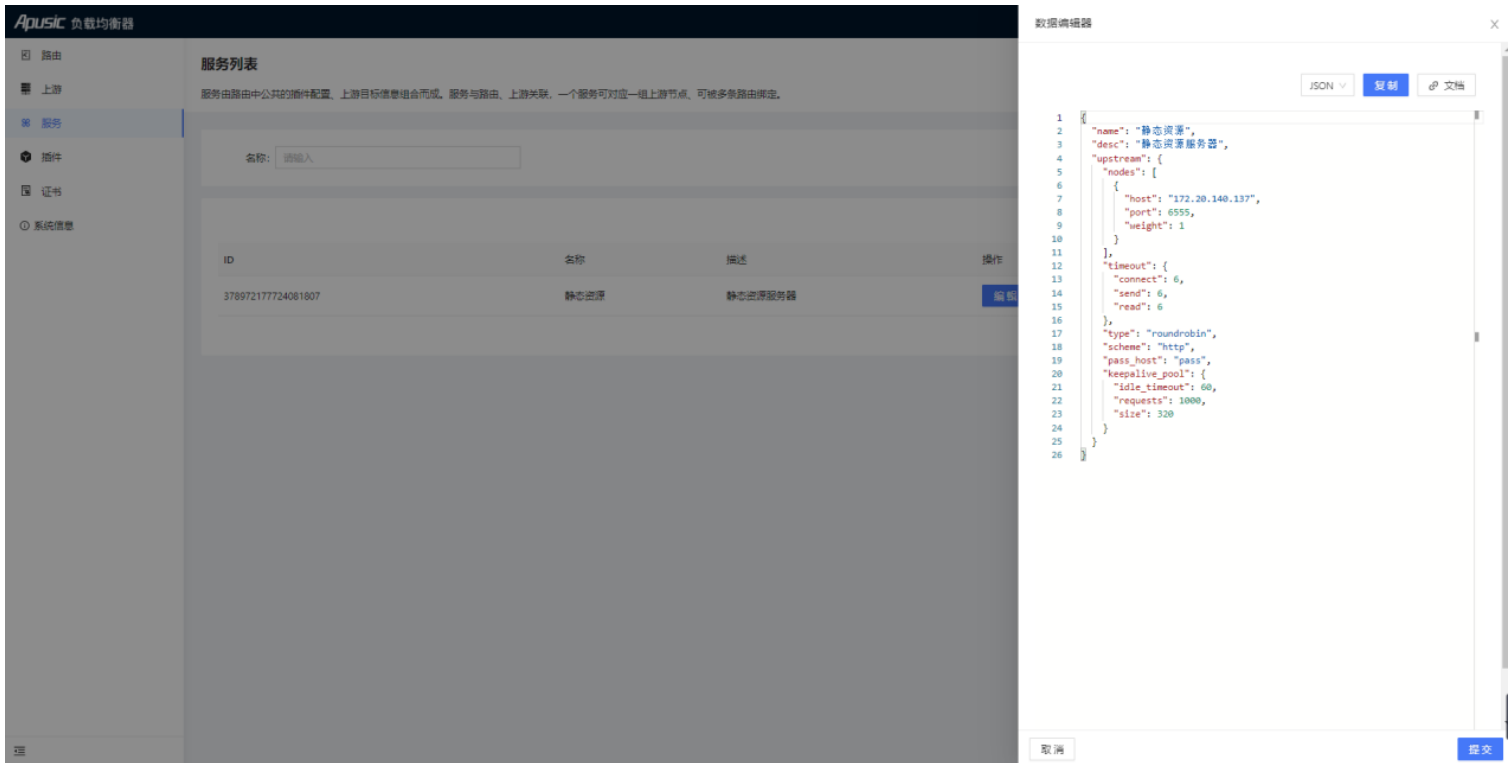 Apusic 负载均衡器
路由
上游
服务
插件
证书
系统信息
服务列表
服务由路由中公共的插件配置、上游目标信息组合而成。服务与路由、上游关联，一个服务可对应一组上游节点、可被多条路由绑定。
名称: 请输入
ID 名称 描述 操作
378972177724081807 静态资源 静态资源服务器 编辑
数据编辑器
JSON 复制 文档
1 {
2 "name": "静态资源",
3 "desc": "静态资源服务器",
4 "upstream": {
5 "nodes": [
6 {
7 "host": "172.20.140.137",
8 "port": 6555,
9 "weight": 1
10 }
11 ],
12 "timeout": {
13 "connect": 6,
14 "send": 6,
15 "read": 6
16 },
17 "type": "roundrobin",
18 "scheme": "http",
19 "pass_host": "pass",
20 "keepalive_pool": {
21 "idle_timeout": 60,
22 "requests": 1000,
23 "size": 320
24 }
25 }
26 }
取消 提交